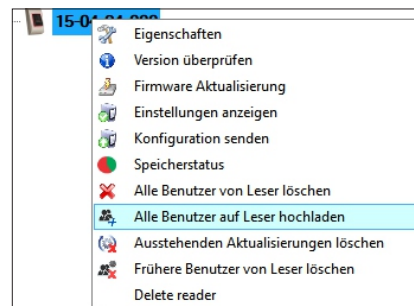 Eigenschaften
Version überprüfen
Firmware Aktualisierung
Einstellungen anzeigen
Konfiguration senden
Speicherstatus
Alle Benutzer von Leser löschen
Alle Benutzer auf Leser hochladen
Ausstehenden Aktualisierungen löschen
Frühere Benutzer von Leser löschen
Delete reader